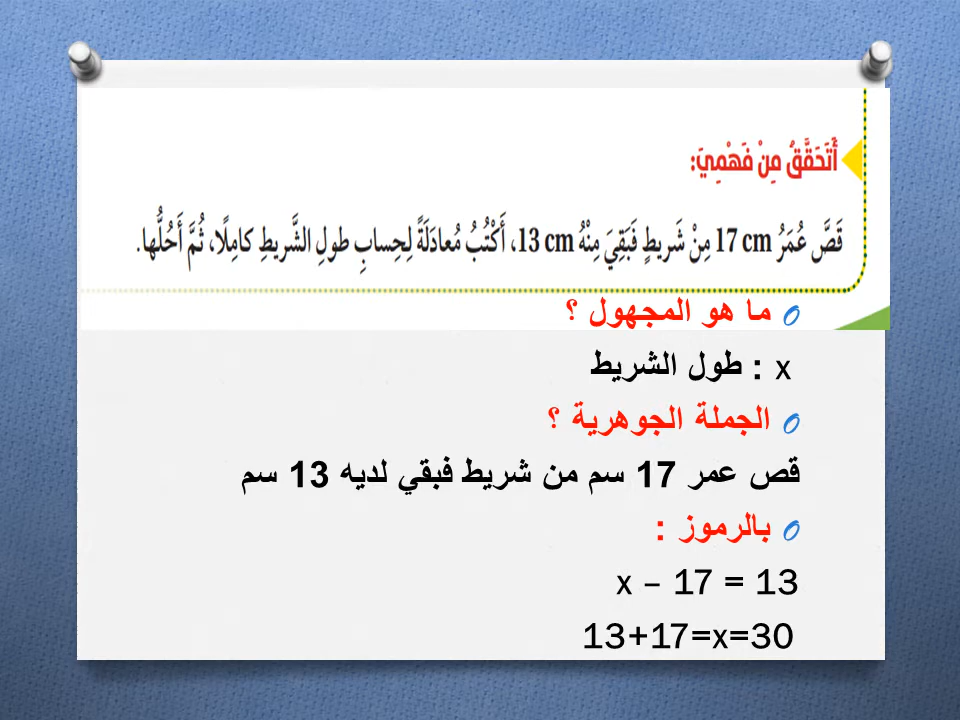 أَتَحَقَّقُ مِنْ فَهْمِيَ:
قَصَّ عُمَرُ 17 cm مِنْ شَريطٍ فَبَقِيَ مِنْهُ 13 cm، أَكْتُبُ مُعادَلَةً لِحِسابِ طولِ الشَّريطِ كامِلًا، ثُمَّ أَحُلُّها.
ما هو المجهول ؟
x : طول الشريط
الجملة الجوهرية ؟
قص عمر 17 سم من شريط فبقي لديه 13 سم
بالرموز :
x – 17 = 13
13+17=x=30